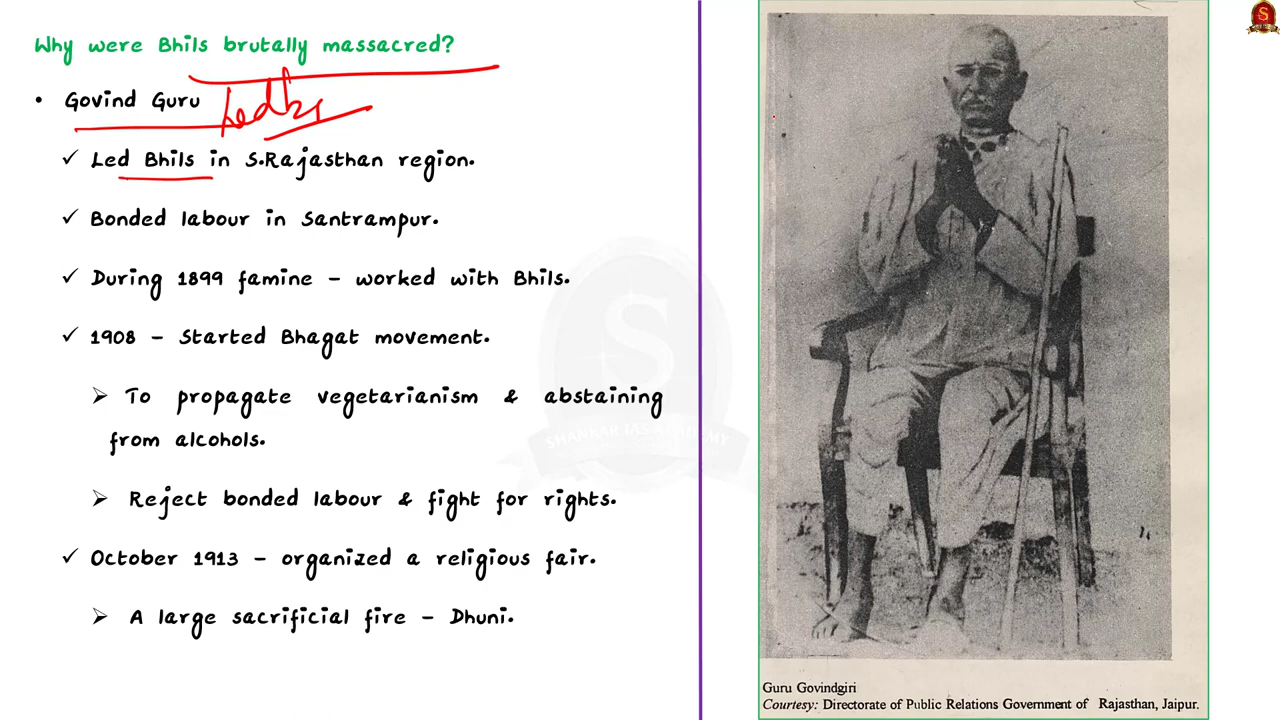 Why were Bhils brutally massacred?
• Govind Guru
✓ Led Bhils in S.Rajasthan region.
✓ Bonded labour in Santrampur.
✓ During 1899 famine – worked with Bhils.
✓ 1908 – Started Bhagat movement.
➢ To propagate vegetarianism & abstaining
from alcohols.
➢ Reject bonded labour & fight for rights.
✓ October 1913 – organized a religious fair.
➢ A large sacrificial fire – Dhuni.
SHANKAR IAS ACADEMY
S
S
Guru Govindgiri
Courtesy: Directorate of Public Relations Government of Rajasthan, Jaipur.